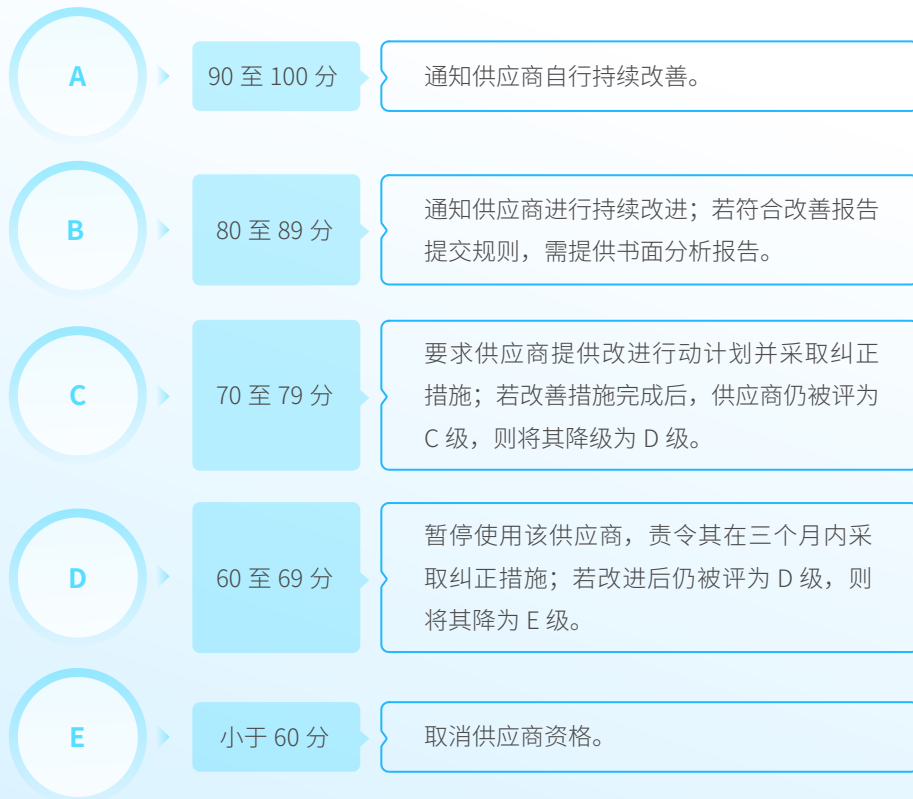 A
90 至 100 分
通知供应商自行持续改善。
B
80 至 89 分
通知供应商进行持续改进；若符合改善报告
提交规则，需提供书面分析报告。
C
70 至 79 分
要求供应商提供改进行动计划并采取纠正
措施；若改善措施完成后，供应商仍被评为
C 级，则将其降级为 D 级。
D
60 至 69 分
暂停使用该供应商，责令其在三个月内采
取纠正措施；若改进后仍被评为 D 级，则
将其降为 E 级。
E
小于 60 分
取消供应商资格。